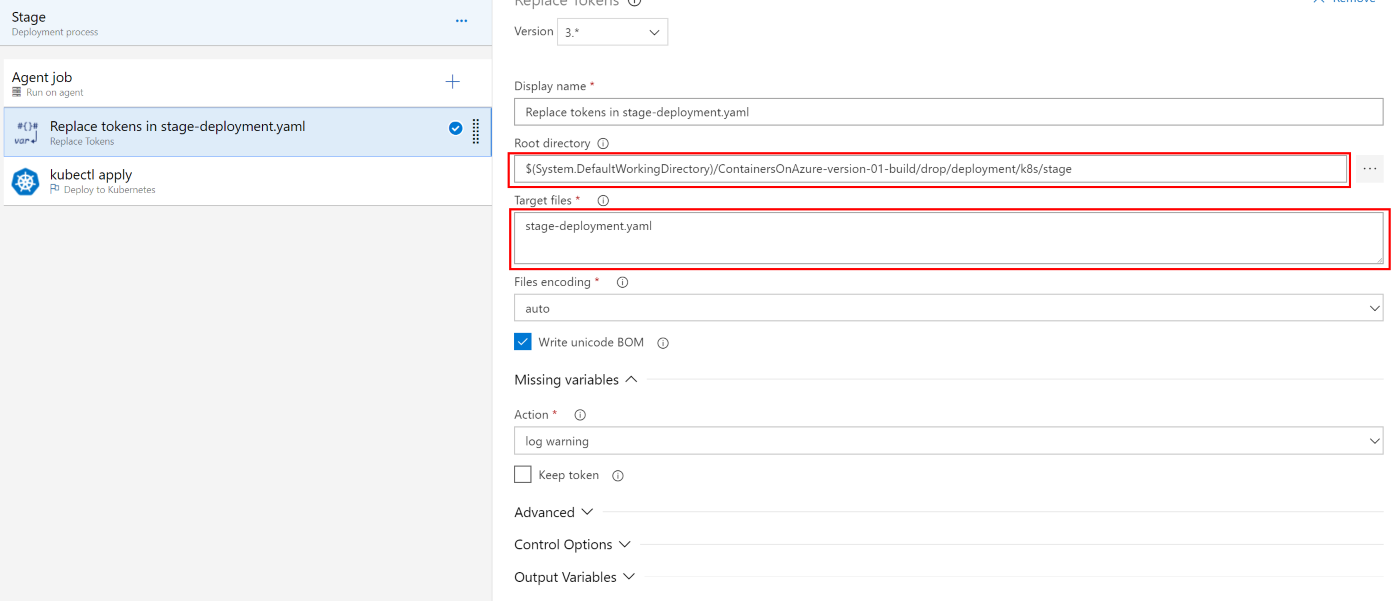 Stage
Deployment process
Agent job
Run on agent
#{}#
var
Replace tokens in stage-deployment.yaml
Replace Tokens
kubectl apply
Deploy to Kubernetes
Replace Tokens
Remove
Version
3.*
Display name *
Replace tokens in stage-deployment.yaml
Root directory
$(System.DefaultWorkingDirectory)/ContainersOnAzure-version-01-build/drop/deployment/k8s/stage
Target files *
stage-deployment.yaml
Files encoding *
auto
Write unicode BOM
Missing variables
Action *
log warning
Keep token
Advanced
Control Options
Output Variables